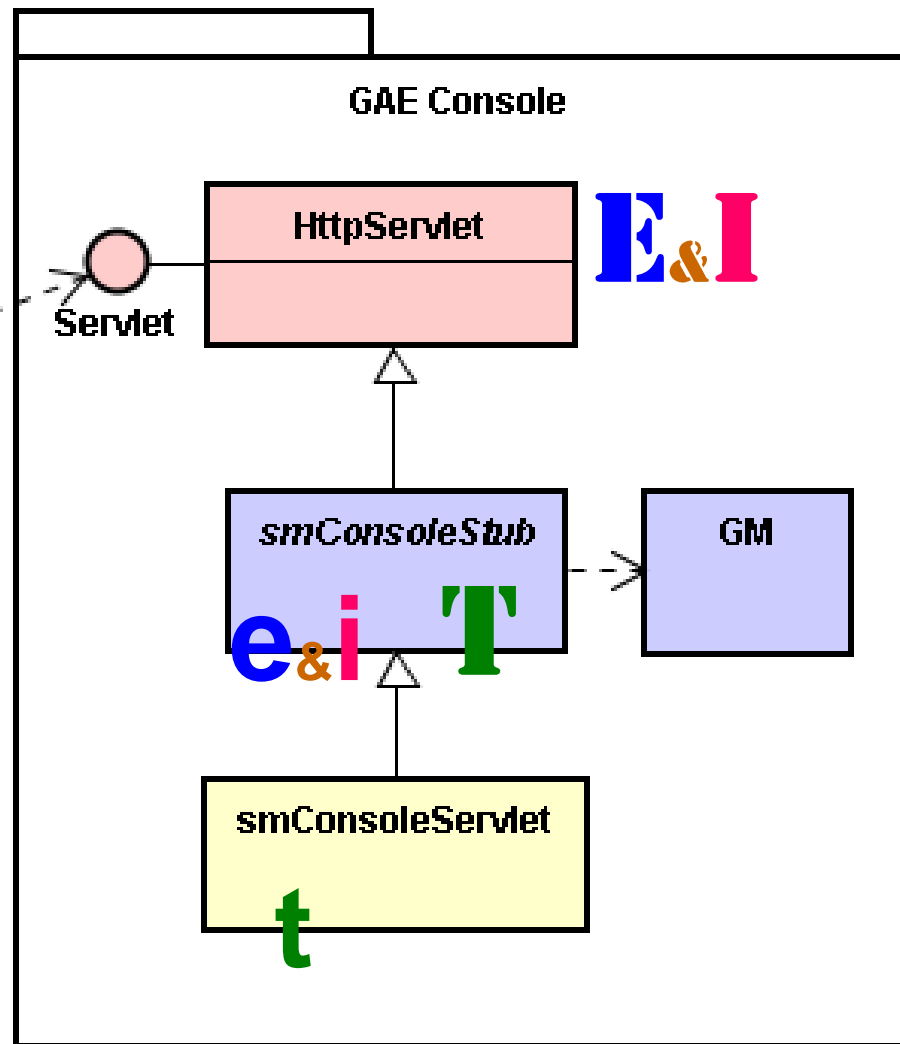 GAE Console
HttpServlet
E&I
Servlet
smConsoleStub
GM
e&i T
smConsoleServlet
t